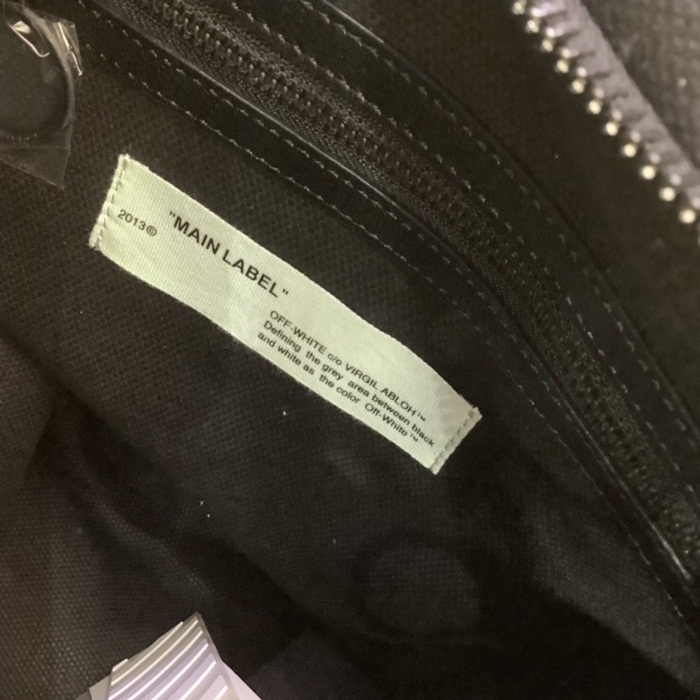 2013© "MAIN LABEL"
OFF-WHITE c/o VIRGIL ABLOH™
Defining the grey area between black
and white as the color Off-White™